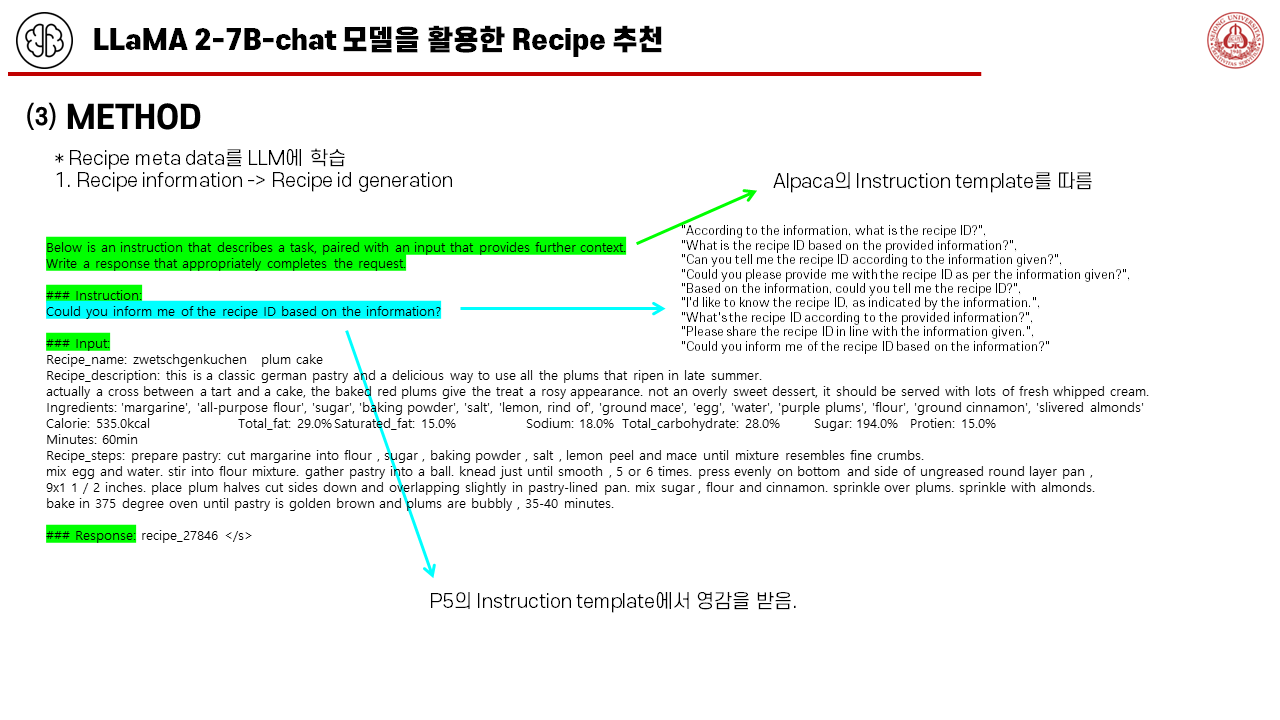 LLaMA 2-7B-chat 모델을 활용한 Recipe 추천
(3) METHOD
* Recipe meta data를 LLM에 학습
1. Recipe information -> Recipe id generation
Alpaca의 Instruction template를 따름
Below is an instruction that describes a task, paired with an input that provides further context.
Write a response that appropriately completes the request.
### Instruction:
Could you inform me of the recipe ID based on the information?
"According to the information, what is the recipe ID?",
"What is the recipe ID based on the provided information?",
"Can you tell me the recipe ID according to the information given?",
"Could you please provide me with the recipe ID as per the information given?",
"Based on the information, could you tell me the recipe ID?",
"I'd like to know the recipe ID, as indicated by the information.",
"What's the recipe ID according to the provided information?",
"Please share the recipe ID in line with the information given.",
"Could you inform me of the recipe ID based on the information?"
### Input:
Recipe_name: zwetschgenkuchen plum cake
Recipe_description: this is a classic german pastry and a delicious way to use all the plums that ripen in late summer.
actually a cross between a tart and a cake, the baked red plums give the treat a rosy appearance. not an overly sweet dessert, it should be served with lots of fresh whipped cream.
Ingredients: 'margarine', 'all-purpose flour', 'sugar', 'baking powder', 'salt', 'lemon, rind of', 'ground mace', 'egg', 'water', 'purple plums', 'flour', 'ground cinnamon', 'slivered almonds'
Calorie: 535.0kcal Total_fat: 29.0% Saturated_fat: 15.0% Sodium: 18.0% Total_carbohydrate: 28.0% Sugar: 194.0% Protien: 15.0%
Minutes: 60min
Recipe_steps: prepare pastry: cut margarine into flour , sugar , baking powder , salt , lemon peel and mace until mixture resembles fine crumbs.
mix egg and water. stir into flour mixture. gather pastry into a ball. knead just until smooth , 5 or 6 times. press evenly on bottom and side of ungreased round layer pan ,
9x1 1 / 2 inches. place plum halves cut sides down and overlapping slightly in pastry-lined pan. mix sugar , flour and cinnamon. sprinkle over plums. sprinkle with almonds.
bake in 375 degree oven until pastry is golden brown and plums are bubbly , 35-40 minutes.
### Response: recipe_27846 </s>
P5의 Instruction template에서 영감을 받음.